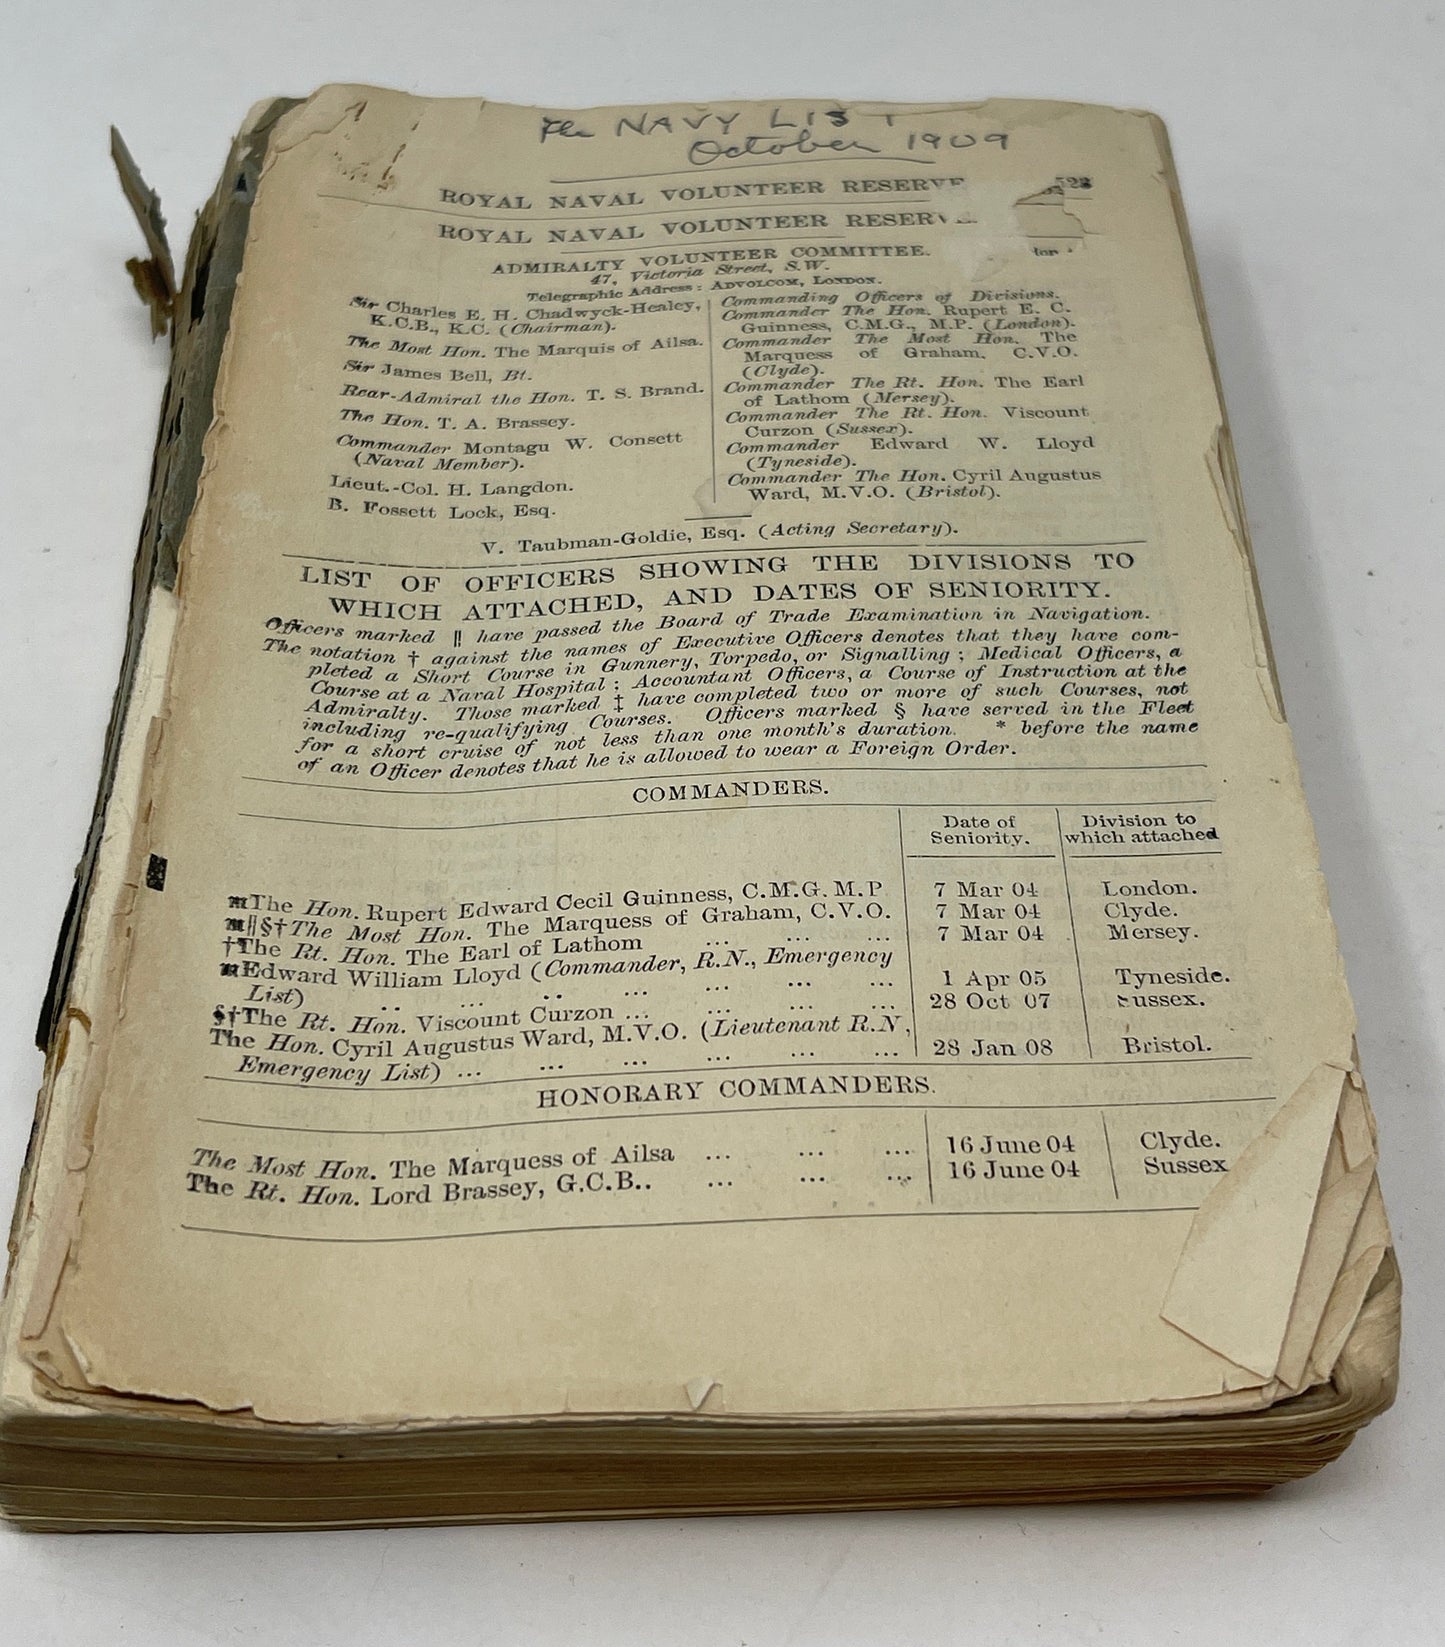 The NAVY LIST
October 1909
ROYAL NAVAL VOLUNTEER RESERVE 523
ROYAL NAVAL VOLUNTEER RESERV
ADMIRALTY VOLUNTEER COMMITTEE.
47, Victoria Street, S.W.
Telegraphic Address: ADVOLCOM, LONDON.
Sir Charles E. H. Chadwyck-Healey,
K.C.B., K.C. (Chairman).
The Most Hon. The Marquis of Ailsa.
Sir James Bell, Bt.
Rear-Admiral the Hon. T. S. Brand.
The Hon. T. A. Brassey.
Commander Montagu W. Consett
(Naval Member).
Lieut.-Col. H. Langdon.
B. Fossett Lock, Esq.
Commanding Officers of Divisions.
Commander The Hon. Rupert E. C.
Guinness, C.M.G., M.P. (London).
Commander The Most Hon. The
Marquess of Graham, C.V.O.
(Clyde).
Commander The Rt. Hon. The Earl
of Lathom (Mersey).
Commander The Rt. Hon. Viscount
Curzon (Sussex).
Commander Edward W. Lloyd
(Tyneside).
Commander The Hon. Cyril Augustus
Ward, M.V.O. (Bristol).
V. Taubman-Goldie, Esq. (Acting Secretary).
LIST OF OFFICERS SHOWING THE DIVISIONS TO
WHICH ATTACHED, AND DATES OF SENIORITY.
Officers marked || have passed the Board of Trade Examination in Navigation.
The notation † against the names of Executive Officers denotes that they have com-
pleted a Short Course in Gunnery, Torpedo, or Signalling; Medical Officers, a
Course at a Naval Hospital; Accountant Officers, a Course of Instruction at the
Admiralty. Those marked ‡ have completed two or more of such Courses, not
including re-qualifying Courses. Officers marked § have served in the Fleet
for a short cruise of not less than one month's duration. * before the name
of an Officer denotes that he is allowed to wear a Foreign Order.
COMMANDERS.
Date of Seniority. Division to which attached
mThe Hon. Rupert Edward Cecil Guinness, C.M.G. M.P 7 Mar 04 London.
m||§†The Most Hon. The Marquess of Graham, C.V.O. 7 Mar 04 Clyde.
†The Rt. Hon. The Earl of Lathom ... ... ... 7 Mar 04 Mersey.
mEdward William Lloyd (Commander, R.N., Emergency
List) .. ... .. ... ... ... 1 Apr 05 Tyneside.
§†The Rt. Hon. Viscount Curzon ... ... ... ... 28 Oct 07 Sussex.
The Hon. Cyril Augustus Ward, M.V.O. (Lieutenant R.N,
Emergency List) ... ... ... ... ... ... 28 Jan 08 Bristol.
HONORARY COMMANDERS.
The Most Hon. The Marquess of Ailsa ... ... ... 16 June 04 Clyde.
The Rt. Hon. Lord Brassey, G.C.B.. ... ... ... 16 June 04 Sussex